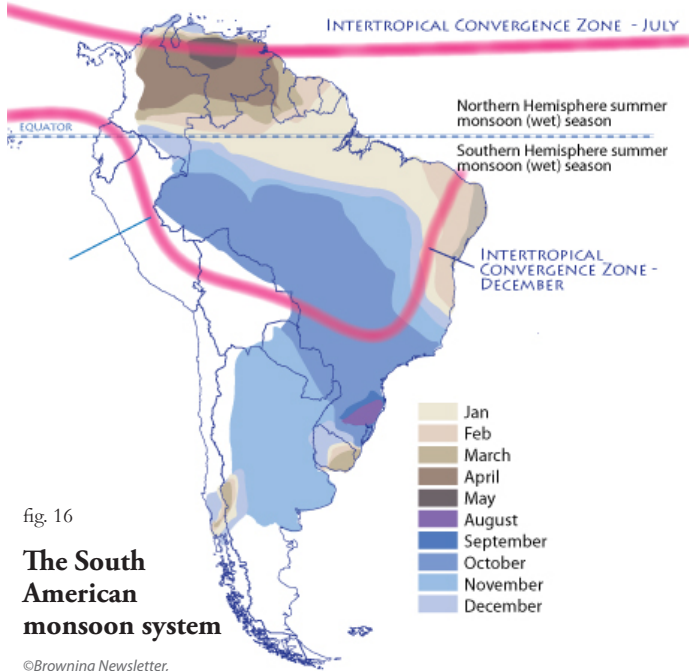 INTERTROPICAL CONVERGENCE ZONE - JULY
Northern Hemisphere summer
monsoon (wet) season
EQUATOR
Southern Hemisphere summer
monsoon (wet) season
INTERTROPICAL
CONVERGENCE ZONE -
DECEMBER
Jan
Feb
March
April
May
August
September
October
November
December
fig. 16
The South
American
monsoon system
©Browning Newsletter.